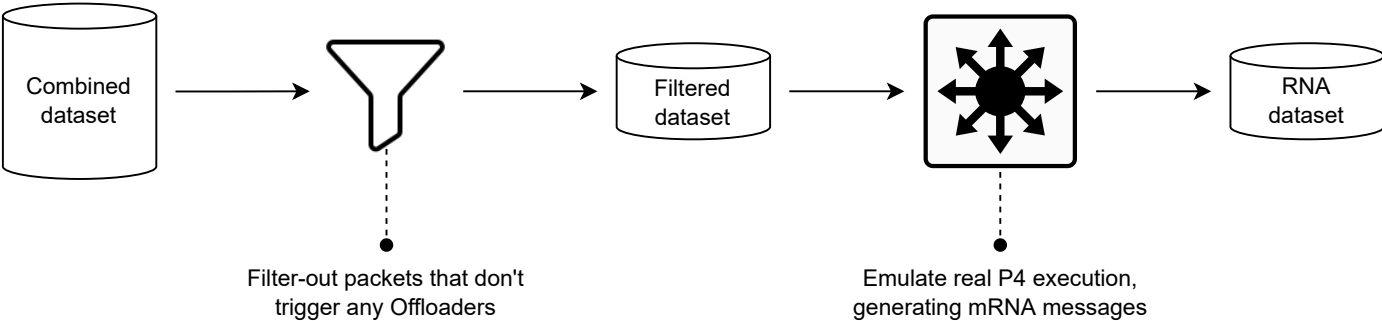 Combined
dataset
Filtered
dataset
RNA
dataset
Filter-out packets that don't
trigger any Offloaders
Emulate real P4 execution,
generating mRNA messages